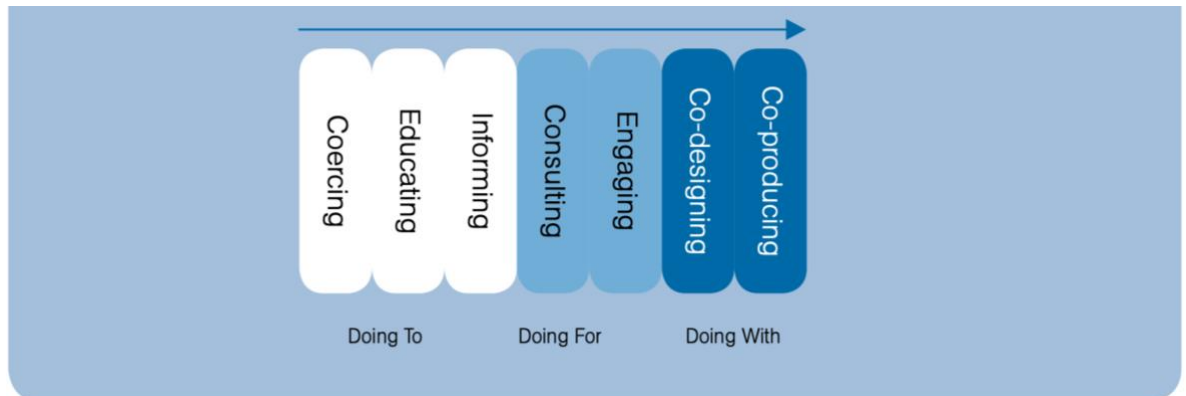 Coercing
Educating
Informing
Consulting
Engaging
Co-designing
Co-producing
Doing To
Doing For
Doing With